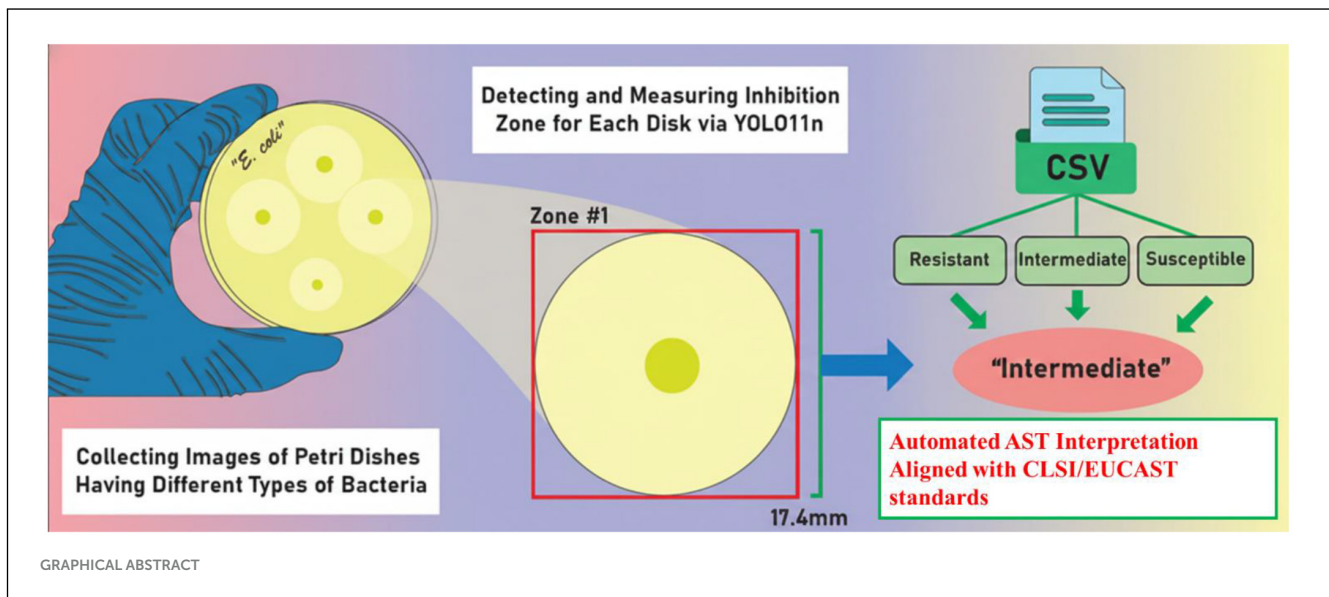 "E. coli"
Collecting Images of Petri Dishes
Having Different Types of Bacteria
Detecting and Measuring Inhibition
Zone for Each Disk via YOLO11n
Zone #1
17.4mm
CSV
Resistant
Intermediate
Susceptible
"Intermediate"
Automated AST Interpretation
Aligned with CLSI/EUCAST
standards
GRAPHICAL ABSTRACT